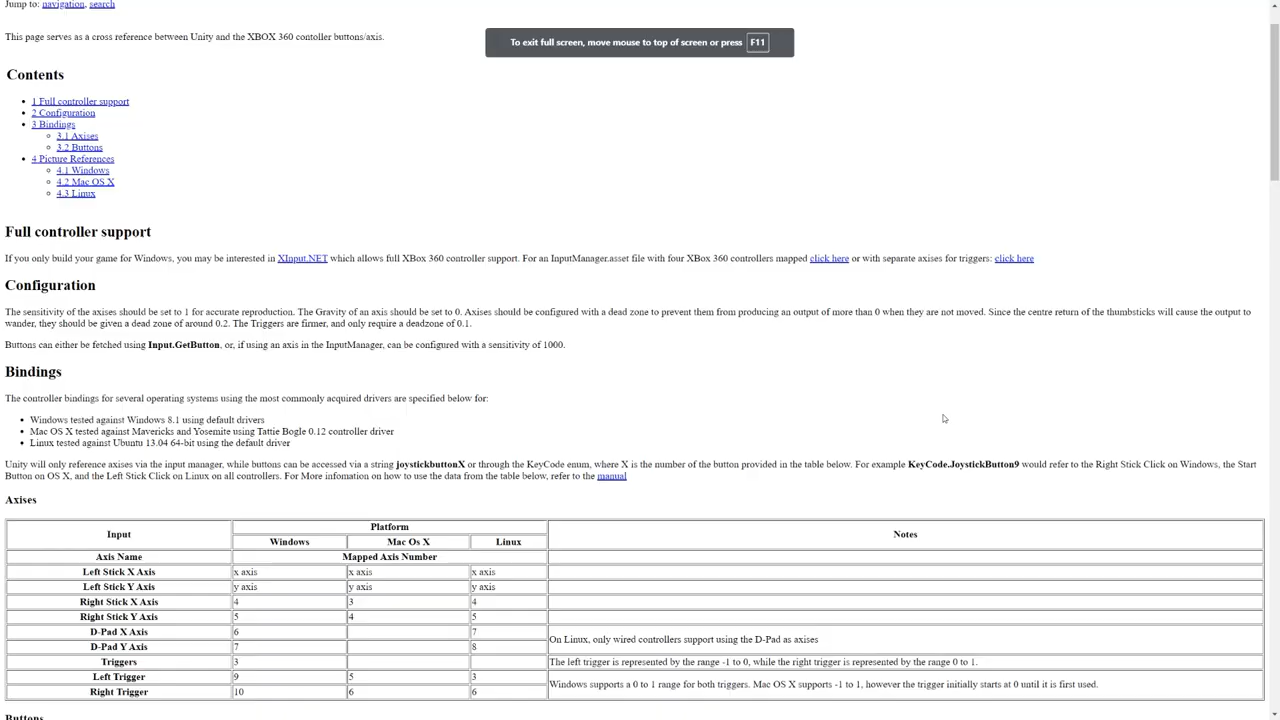 Jump to: navigation, search
To exit full screen, move mouse to top of screen or press F11
This page serves as a cross reference between Unity and the XBOX 360 contoller buttons/axis.
Contents
1 Full controller support
2 Configuration
3 Bindings
3.1 Axises
3.2 Buttons
4 Picture References
4.1 Windows
4.2 Mac OS X
4.3 Linux
Full controller support
If you only build your game for Windows, you may be interested in XInput.NET which allows full XBox 360 controller support. For an InputManager.asset file with four XBox 360 controllers mapped click here or with separate axises for triggers: click here
Configuration
The sensitivity of the axises should be set to 1 for accurate reproduction. The Gravity of an axis should be set to 0. Axises should be configured with a dead zone to prevent them from producing an output of more than 0 when they are not moved. Since the centre return of the thumbsticks will cause the output to
wander, they should be given a dead zone of around 0.2. The Triggers are firmer, and only require a deadzone of 0.1.
Buttons can either be fetched using Input.GetButton, or, if using an axis in the InputManager, can be configured with a sensitivity of 1000.
Bindings
The controller bindings for several operating systems using the most commonly acquired drivers are specified below for:
Windows tested against Windows 8.1 using default drivers
Mac OS X tested against Mavericks and Yosemite using Tattie Bogle 0.12 controller driver
Linux tested against Ubuntu 13.04 64-bit using the default driver
Unity will only reference axises via the input manager, while buttons can be accessed via a string joystickbuttonX or through the KeyCode enum, where X is the number of the button provided in the table below. For example KeyCode.JoystickButton9 would refer to the Right Stick Click on Windows, the Start
Button on OS X, and the Left Stick Click on Linux on all controllers. For More infomation on how to use the data from the table below, refer to the manual
Axises
Input Platform Notes
Windows Mac Os X Linux
Axis Name Mapped Axis Number
Left Stick X Axis x axis x axis x axis
Left Stick Y Axis y axis y axis y axis
Right Stick X Axis 4 3 4
Right Stick Y Axis 5 4 5
D-Pad X Axis 6 7 On Linux, only wired controllers support using the D-Pad as axises
D-Pad Y Axis 7 8
Triggers 3 The left trigger is represented by the range -1 to 0, while the right trigger is represented by the range 0 to 1.
Left Trigger 9 5 3 Windows supports a 0 to 1 range for both triggers. Mac OS X supports -1 to 1, however the trigger initially starts at 0 until it is first used.
Right Trigger 10 6 6
Buttons